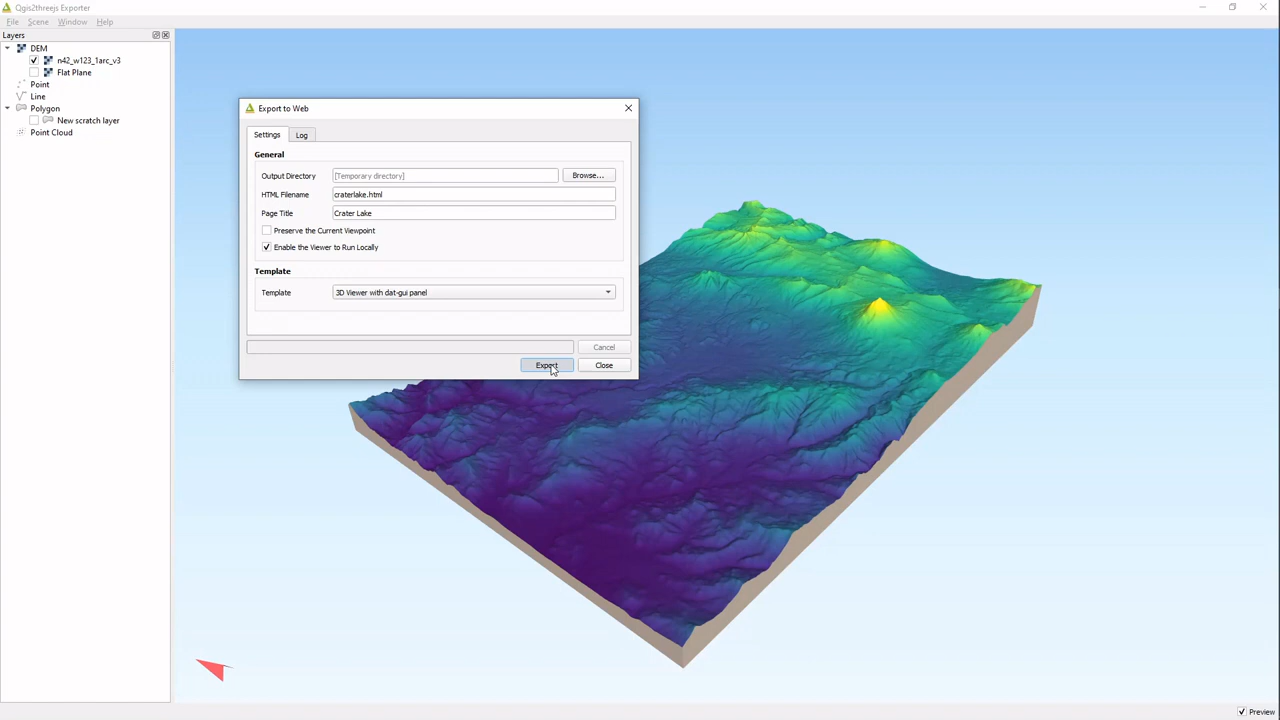 Qgis2threejs Exporter
File Scene Window Help
Layers
DEM
n42_w123_1arc_v3
Flat Plane
Point
Line
Polygon
New scratch layer
Point Cloud
Export to Web
Settings Log
General
Output Directory [Temporary directory] Browse...
HTML Filename craterlake.html
Page Title Crater Lake
Preserve the Current Viewpoint
Enable the Viewer to Run Locally
Template
Template 3D Viewer with dat-gui panel
Cancel
Export Close
Preview